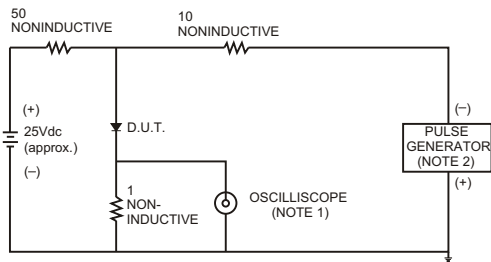 50
NONINDUCTIVE
10
NONINDUCTIVE
(+)
25Vdc
(approx.)
(−)
D.U.T.
1
NON-
INDUCTIVE
OSCILLISCOPE
(NOTE 1)
(−)
PULSE
GENERATOR
(NOTE 2)
(+)